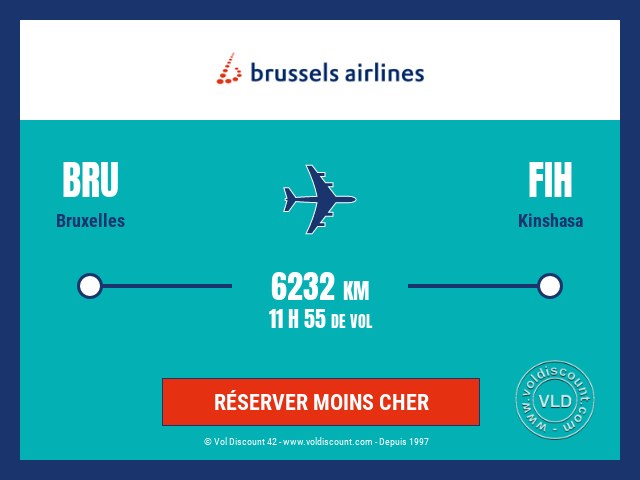 brussels airlines
BRU
FIH
Bruxelles
Kinshasa
6232 KM
11 H 55 DE VOL
RÉSERVER MOINS CHER
www.voldiscount.com -
VLD
© Vol Discount 42 - www.voldiscount.com - Depuis 1997